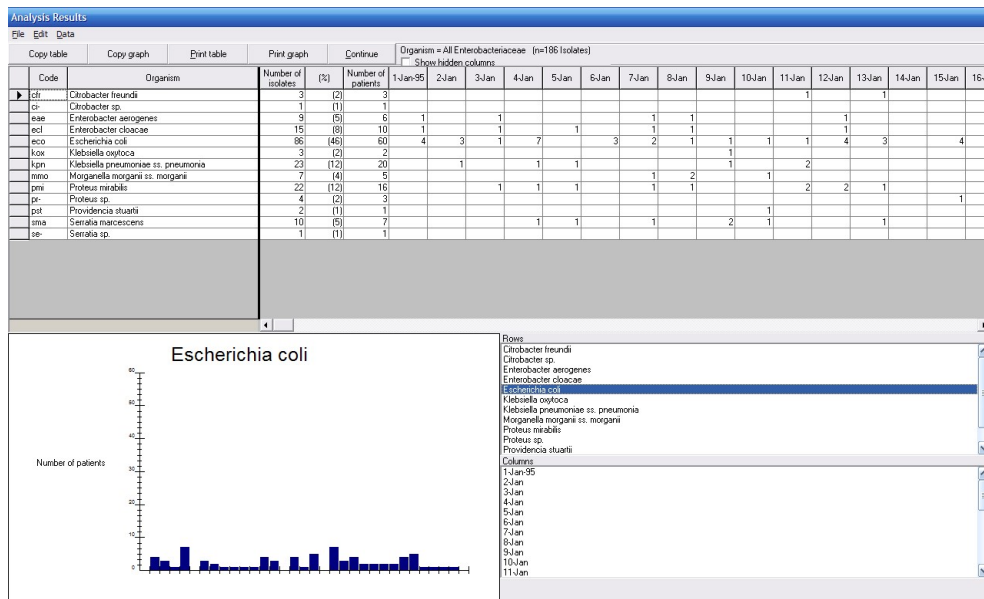 Analysis Results
File Edit Data
Copy table Copy graph Print table Print graph Continue Organism = All Enterobacteriaceae (n=186 Isolates)
Show hidden columns
Code Organism Number of isolates (%) Number of patients 1-Jan-95 2-Jan 3-Jan 4-Jan 5-Jan 6-Jan 7-Jan 8-Jan 9-Jan 10-Jan 11-Jan 12-Jan 13-Jan 14-Jan 15-Jan 16-
cfr Citrobacter freundii 3 (2) 3 1 1
ci- Citrobacter sp. 1 (1) 1
eae Enterobacter aerogenes 9 (5) 6 1 1 1 1 1
ecl Enterobacter cloacae 15 (8) 10 1 1 1 1 1 1
eco Escherichia coli 86 (46) 60 4 3 1 7 3 2 1 1 1 1 4 3 4
kox Klebsiella oxytoca 3 (2) 2 1
kpn Klebsiella pneumoniae ss. pneumonia 23 (12) 20 1 1 1 1 2
mmo Morganella morganii ss. morganii 7 (4) 5 1 2 1
pmi Proteus mirabilis 22 (12) 16 1 1 1 1 1 2 2 1
pr- Proteus sp. 4 (2) 3 1
pst Providencia stuartii 2 (1) 1 1
sma Serratia marcescens 10 (5) 7 1 1 1 2 1 1
se- Serratia sp. 1 (1) 1
Escherichia coli
60
50
40
Number of patients
30
20
10
0
Rows
Citrobacter freundii
Citrobacter sp.
Enterobacter aerogenes
Enterobacter cloacae
Escherichia coli
Klebsiella oxytoca
Klebsiella pneumoniae ss. pneumonia
Morganella morganii ss. morganii
Proteus mirabilis
Proteus sp.
Providencia stuartii
Columns
1-Jan-95
2-Jan
3-Jan
4-Jan
5-Jan
6-Jan
7-Jan
8-Jan
9-Jan
10-Jan
11-Jan